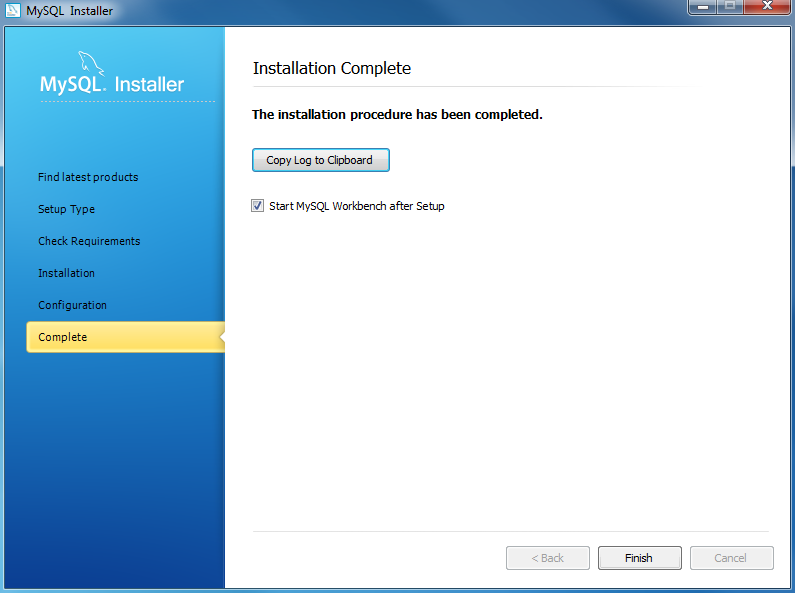 MySQL Installer
MySQL. Installer
Find latest products
Setup Type
Check Requirements
Installation
Configuration
Complete
Installation Complete
The installation procedure has been completed.
Copy Log to Clipboard
Start MySQL Workbench after Setup
< Back
Finish
Cancel